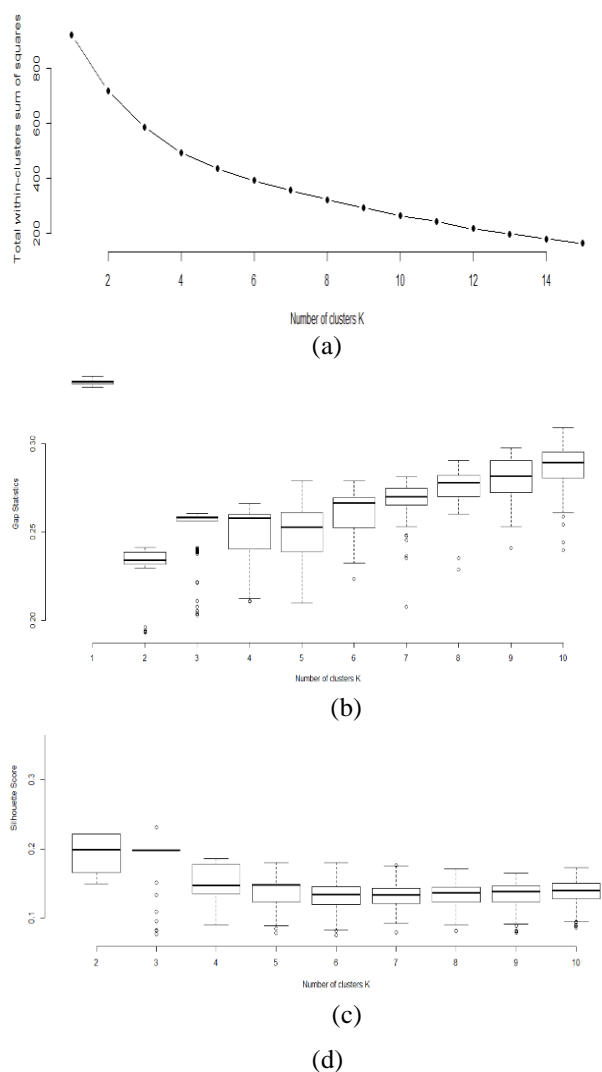 Total within-clusters sum of squares
800
600
400
200
2 4 6 8 10 12 14
Number of clusters K
(a)
Gap Statistics
0.30
0.25
0.20
1 2 3 4 5 6 7 8 9 10
Number of clusters K
(b)
Silhouette Score
0.3
0.2
0.1
2 3 4 5 6 7 8 9 10
Number of clusters K
(c)
(d)